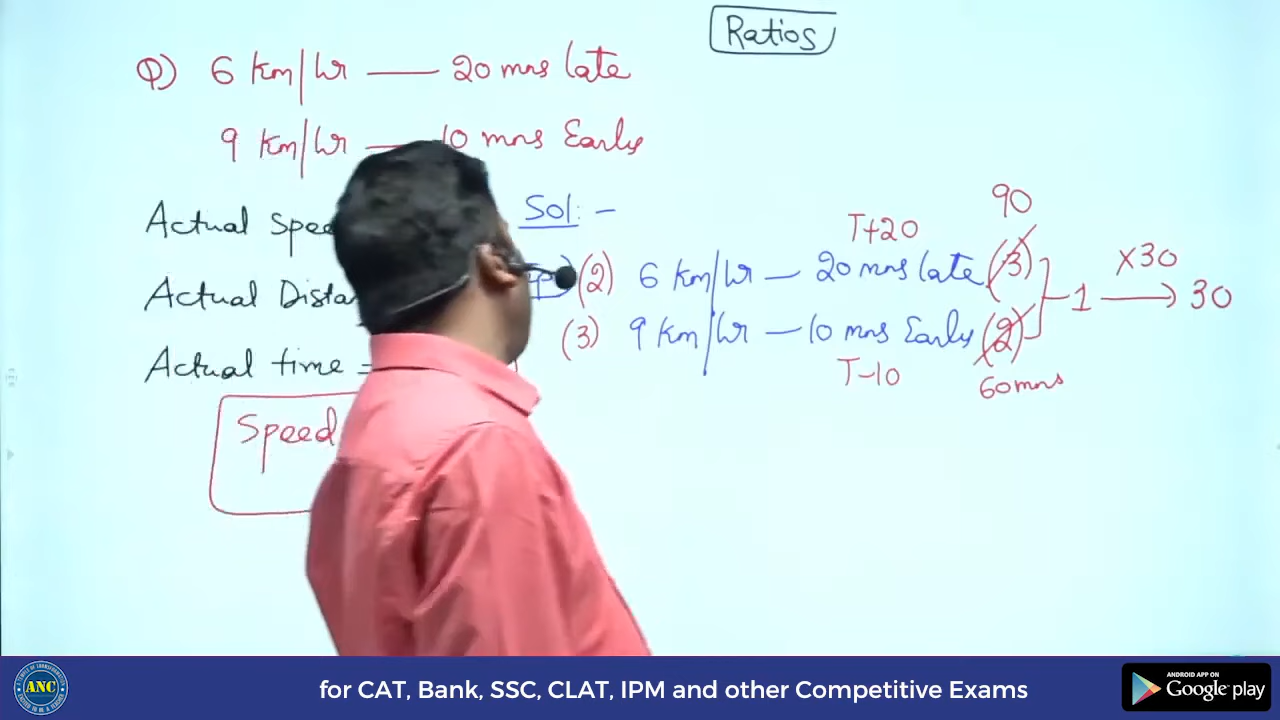 Ratios
Q) 6 Km/hr — 20 mns late
9 Km/hr — 10 mns Early
Actual
Actual
Actual time =
Speed
Sol:-
(2) 6 Km/hr — 20 mns late (3)
T+20
90
(3) 9 Km/hr — 10 mns Early (2)
T-10
60 mns
1 → 30
x30
ANC
for CAT, Bank, SSC, CLAT, IPM and other Competitive Exams
ANDROID APP ON
Google play